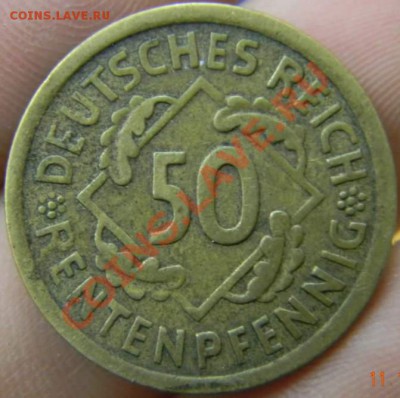 COINS.LAVE.RU
DEUTSCHES REICH
50
RENTENPFENNIG
COINS.LAVE.RU
11